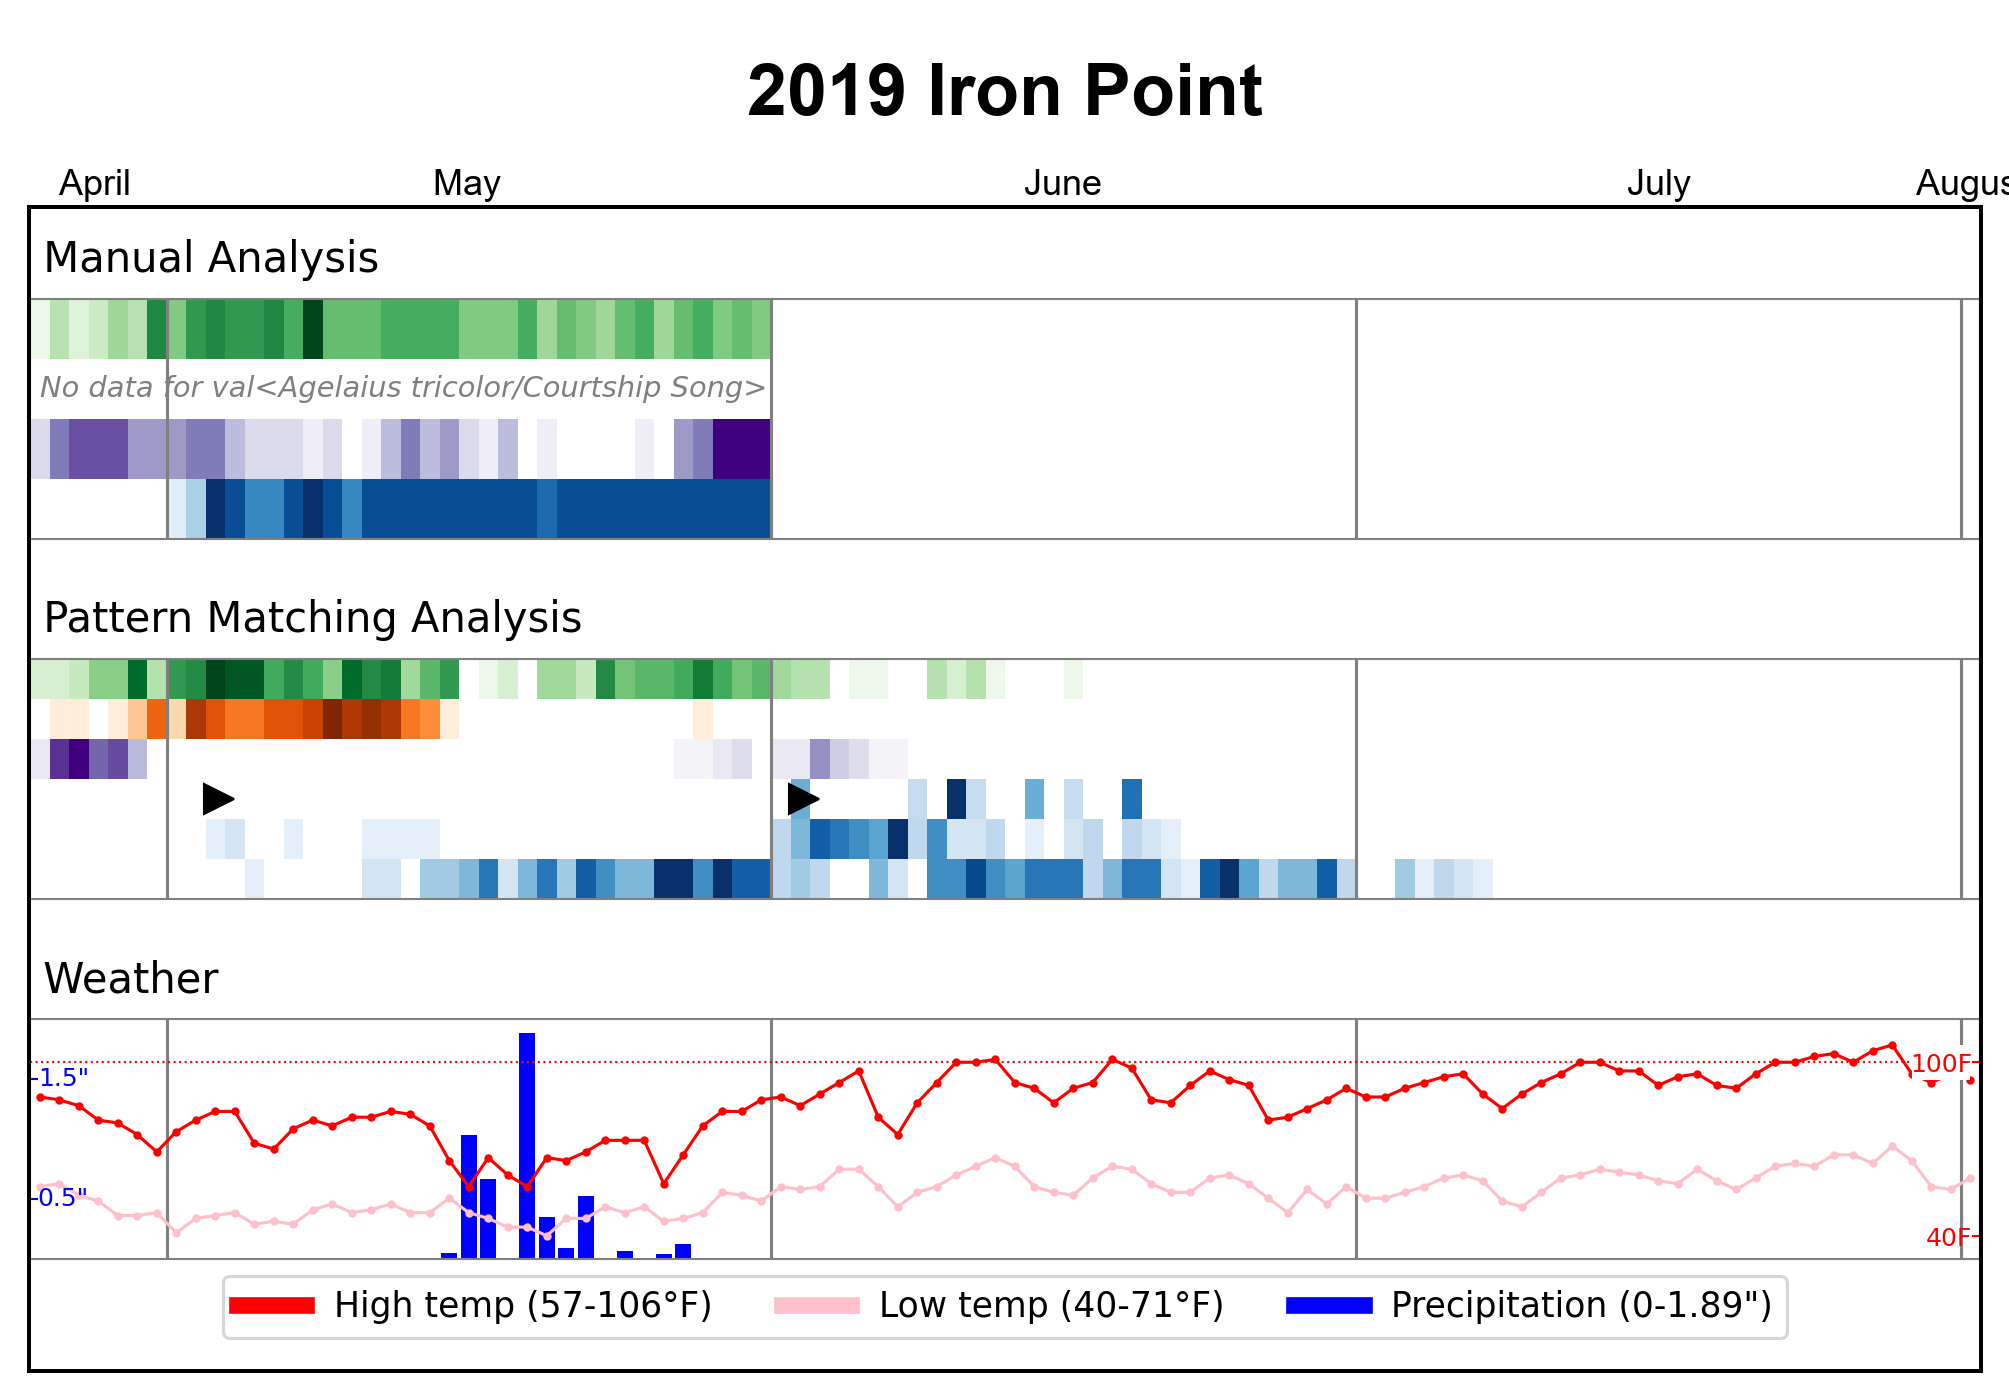 2019 Iron Point
April May June July Augus
Manual Analysis
No data for val<Agelaius tricolor/Courtship Song>
Pattern Matching Analysis
Weather
1.5"
100F
0.5"
40F
High temp (57-106°F) Low temp (40-71°F) Precipitation (0-1.89")